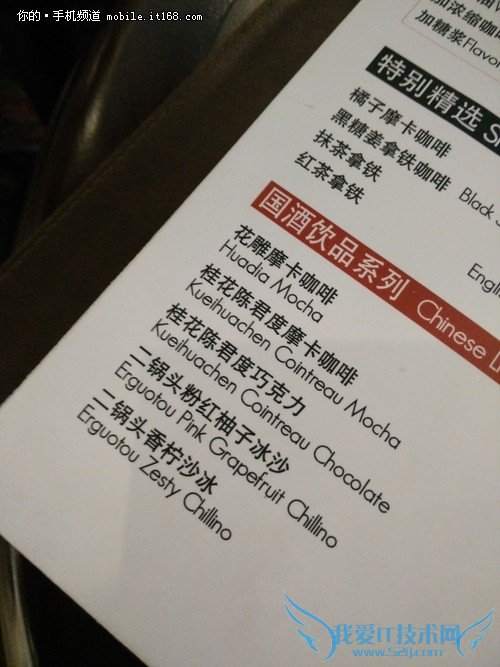 你的·手机频道 mobile.it168.com
加浓缩咖啡
加糖浆Flavor
特别精选
橘子摩卡咖啡
黑糖姜拿铁咖啡 Black
抹茶拿铁
红茶拿铁
国酒饮品系列 Chinese
花雕摩卡咖啡
Huadia Mocha
桂花陈君度摩卡咖啡
Kueihuachen Cointreau Mocha
桂花陈君度巧克力
Kueihuachen Cointreau Chocolate
二锅头粉红柚子冰沙
Erguotou Pink Grapefruit Chillino
二锅头香柠沙冰
Erguotou Zesty Chillino
我爱IT技术网
www.52ij.com